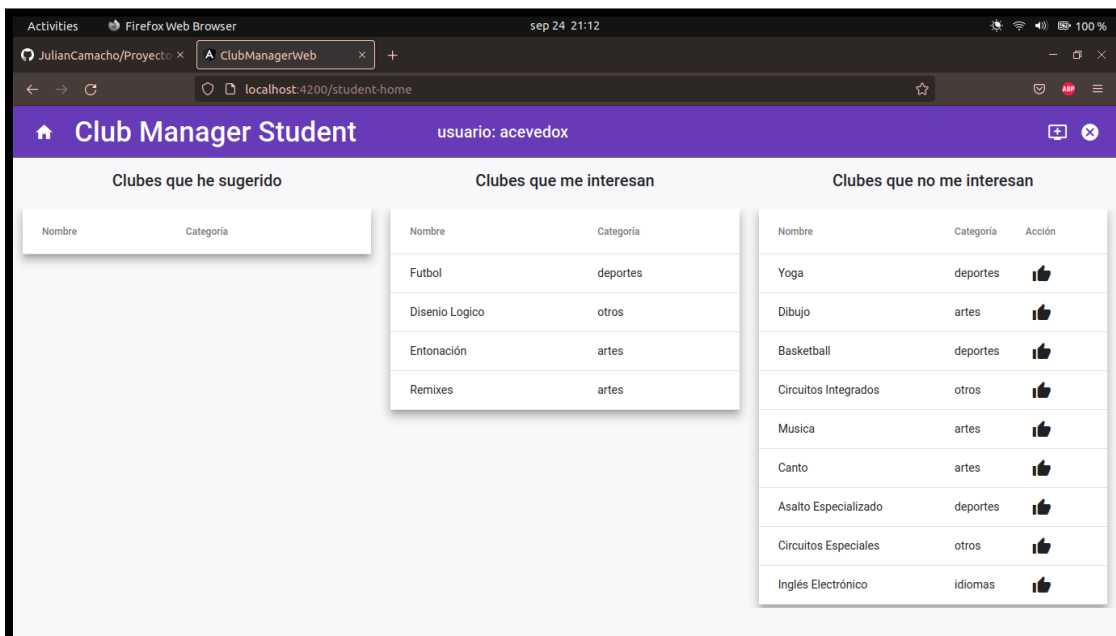 Activities Firefox Web Browser sep 24 21:12 100 %
JulianCamacho/Proyecto × ClubManagerWeb × +
localhost:4200/student-home ABP
Club Manager Student usuario: acevedox
Clubes que he sugerido Clubes que me interesan Clubes que no me interesan
Nombre Categoría Nombre Categoría Nombre Categoría Acción
Futbol deportes Yoga deportes
Disenio Logico otros Dibujo artes
Entonación artes Basketball deportes
Remixes artes Circuitos Integrados otros
Musica artes
Canto artes
Asalto Especializado deportes
Circuitos Especiales otros
Inglés Electrónico idiomas